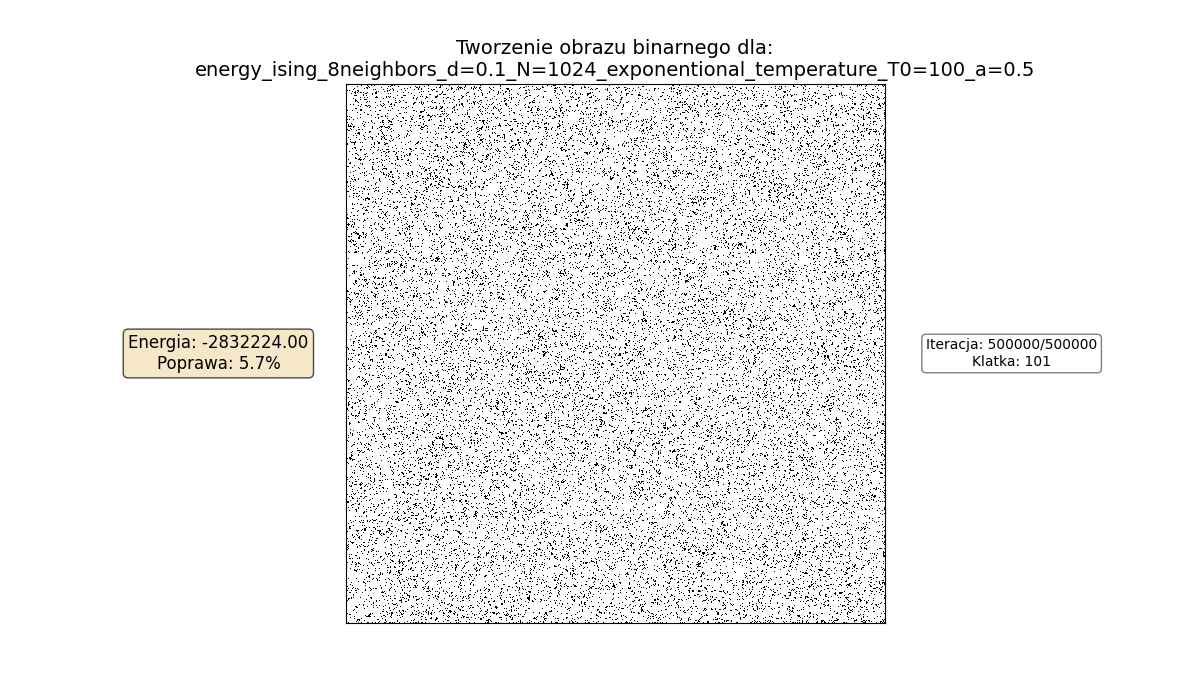 Tworzenie obrazu binarnego dla:
energy_ising_8neighbors_d=0.1_N=1024_exponentional_temperature_T0=100_a=0.5
Energia: -2832224.00
Poprawa: 5.7%
Iteracja: 500000/500000
Klatka: 101